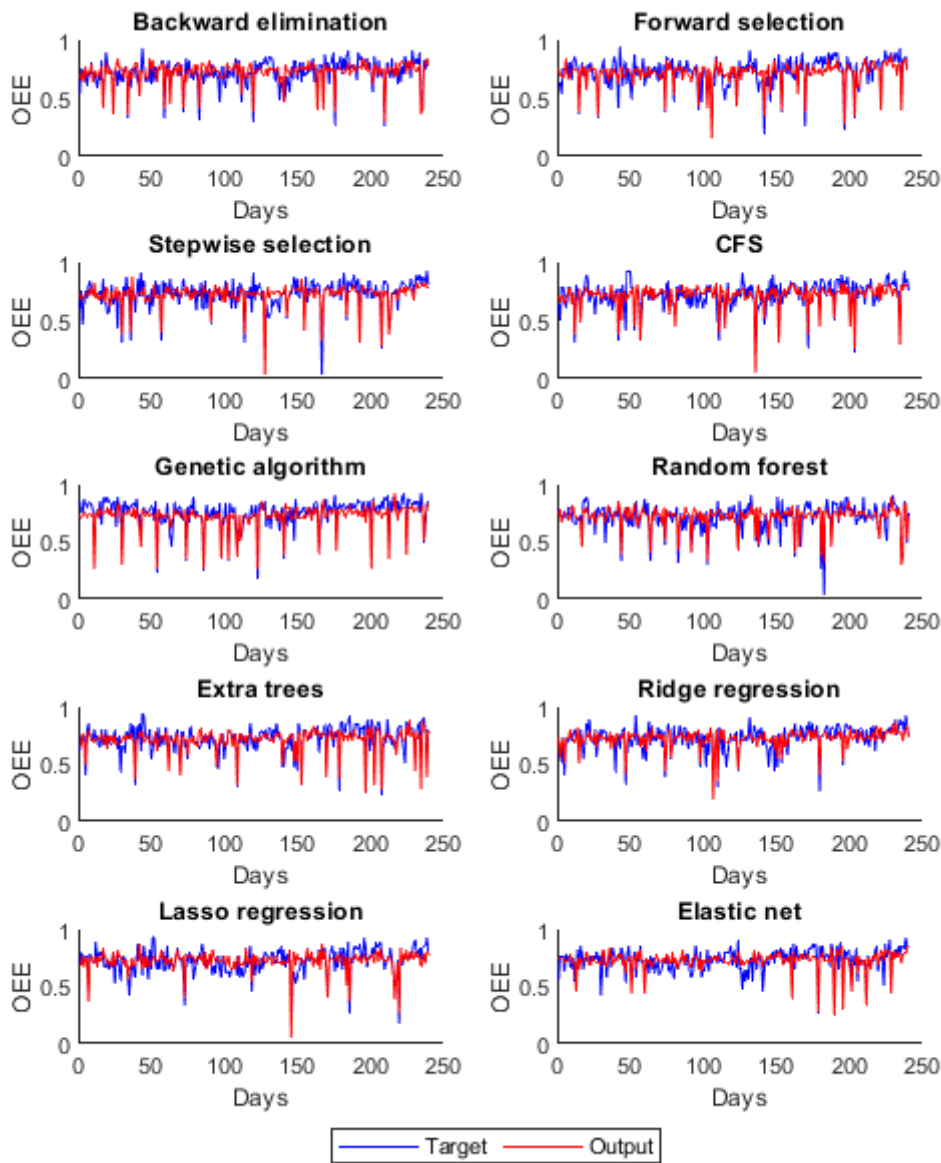 Backward elimination
1
0.5
0
OEE
0 50 100 150 200 250
Days
Forward selection
1
0.5
0
OEE
0 50 100 150 200 250
Days
Stepwise selection
1
0.5
0
OEE
0 50 100 150 200 250
Days
CFS
1
0.5
0
OEE
0 50 100 150 200 250
Days
Genetic algorithm
1
0.5
0
OEE
0 50 100 150 200 250
Days
Random forest
1
0.5
0
OEE
0 50 100 150 200 250
Days
Extra trees
1
0.5
0
OEE
0 50 100 150 200 250
Days
Ridge regression
1
0.5
0
OEE
0 50 100 150 200 250
Days
Lasso regression
1
0.5
0
OEE
0 50 100 150 200 250
Days
Elastic net
1
0.5
0
OEE
0 50 100 150 200 250
Days
Target Output